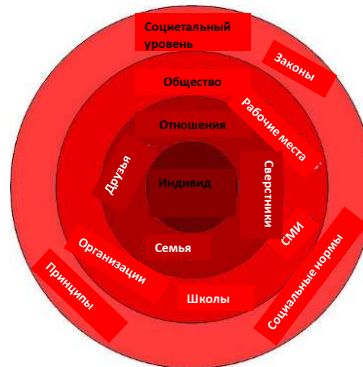 Социетальный
уровень
Законы
Общество
Рабочие места
Отношения
Друзья
Индивид
Сверстники
Семья
СМИ
Организации
Школы
Принципы
Социальные нормы